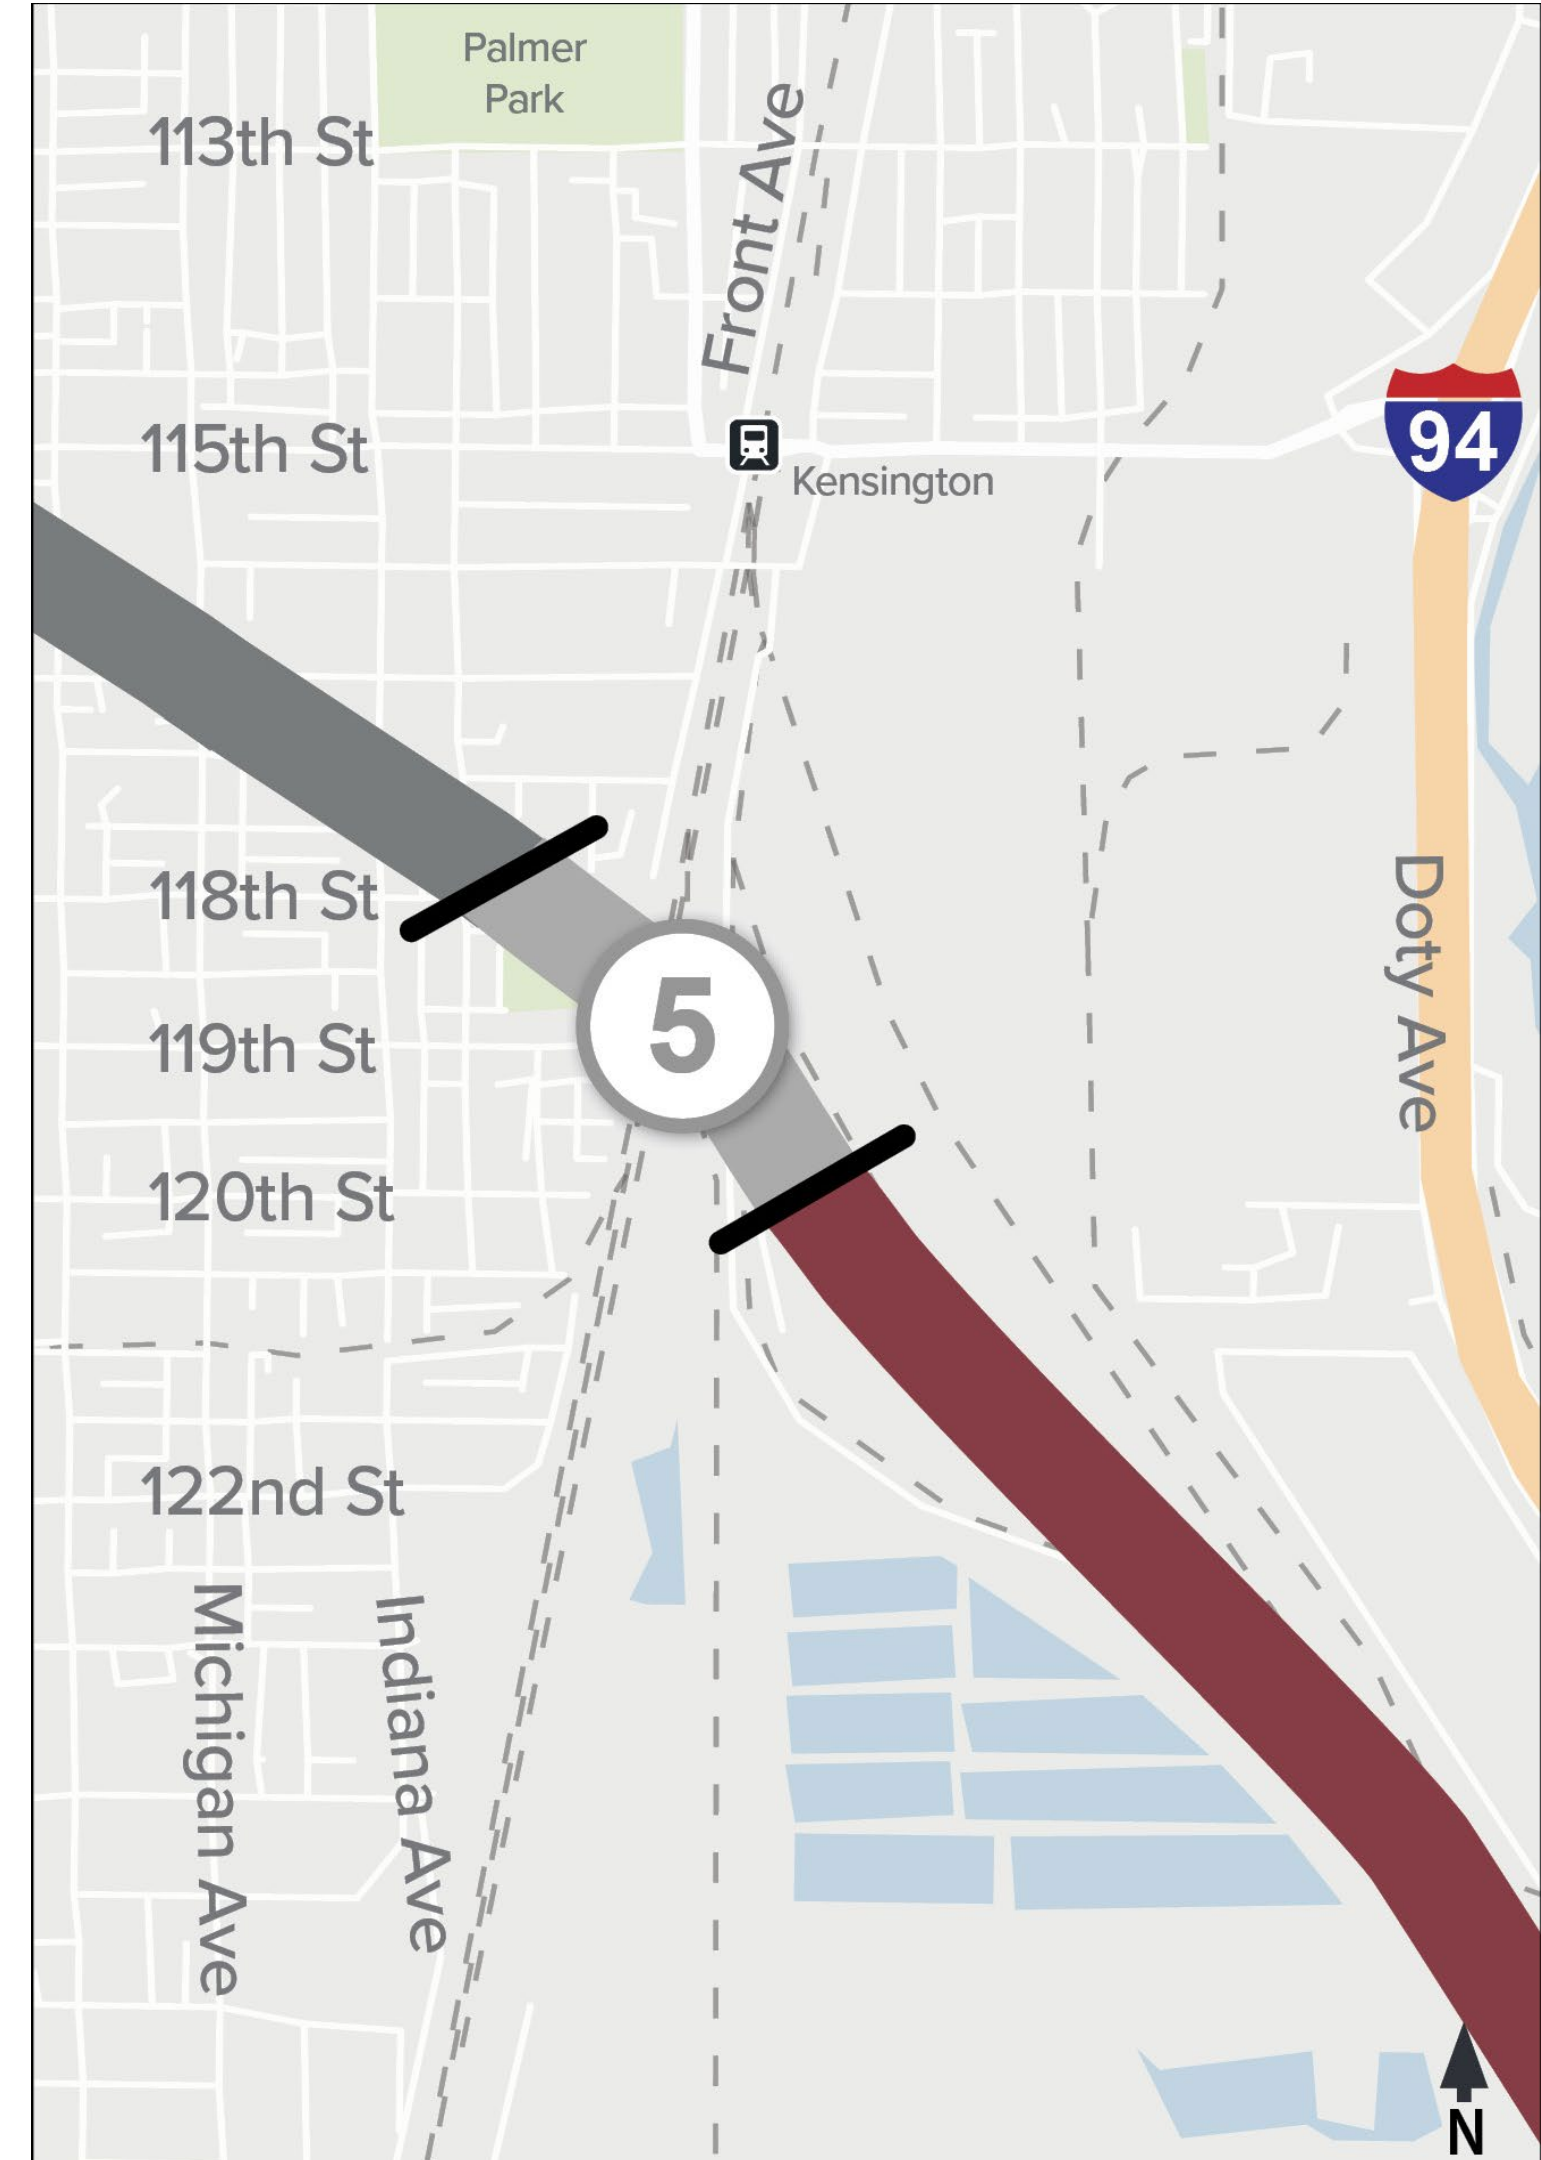 Palmer
Park
113th St
Front Ave
115th St
94
Kensington
118th St
Doty Ave
5
119th St
120th St
122nd St
Michigan Ave
Indiana Ave
N